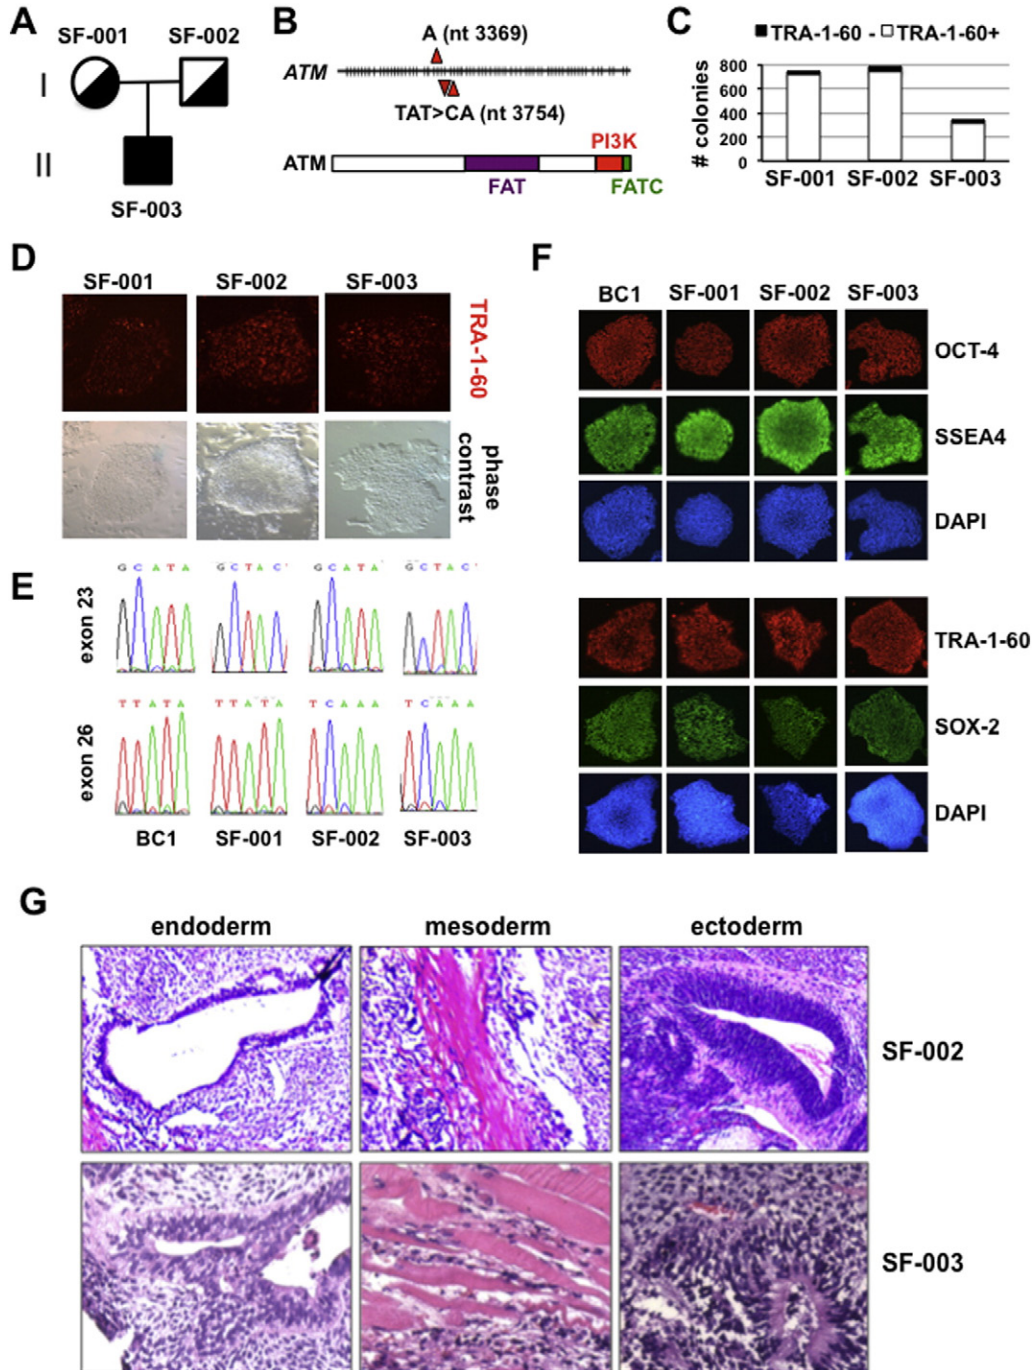 A
SF-001 SF-002
I
II
SF-003
B
A (nt 3369)
ATM
TAT>CA (nt 3754)
PI3K
ATM
FAT
FATC
C
TRA-1-60 - TRA-1-60+
# colonies
800
600
400
200
0
SF-001 SF-002 SF-003
D
SF-001 SF-002 SF-003
TRA-1-60
phase
contrast
E
exon 23
G C A T A G C T A C G C A T A G C T A C
exon 26
T T A T A T T A T A T C A A A T C A A A
BC1 SF-001 SF-002 SF-003
F
BC1 SF-001 SF-002 SF-003
OCT-4
SSEA4
DAPI
TRA-1-60
SOX-2
DAPI
G
endoderm mesoderm ectoderm
SF-002
SF-003